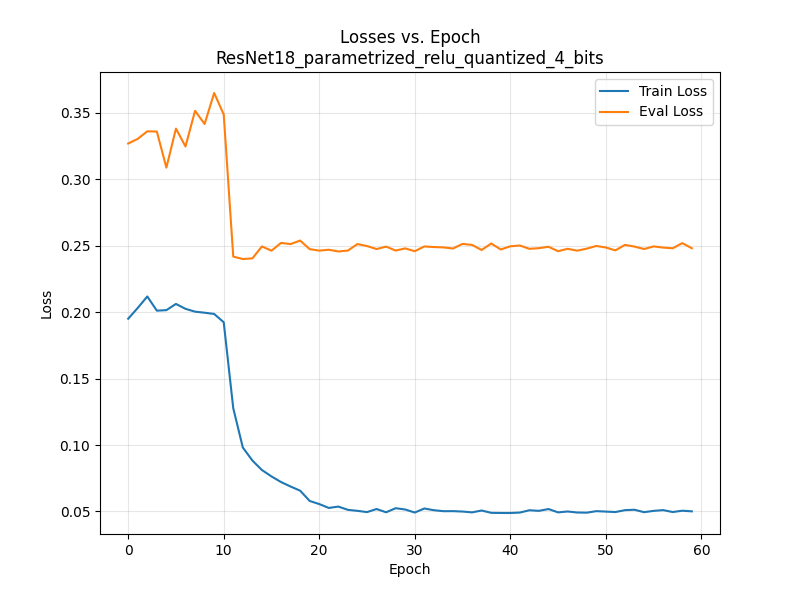 Losses vs. Epoch
ResNet18_parametrized_relu_quantized_4_bits
Train Loss
Eval Loss
0.35
0.30
0.25
0.20
0.15
0.10
0.05
Loss
0 10 20 30 40 50 60
Epoch